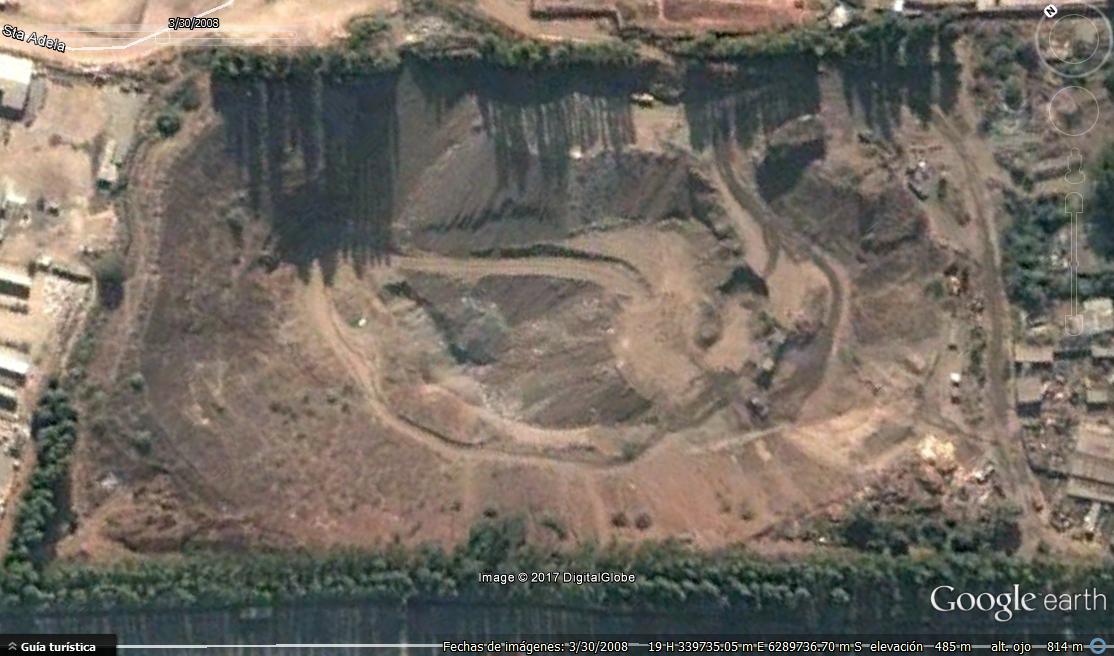 3/30/2008
Sta Adela
N
Image © 2017 DigitalGlobe
Google earth
Guía turística
Fechas de imágenes: 3/30/2008 19 H 339735.05 m E 6289736.70 m S elevación 485 m alt. ojo 814 m